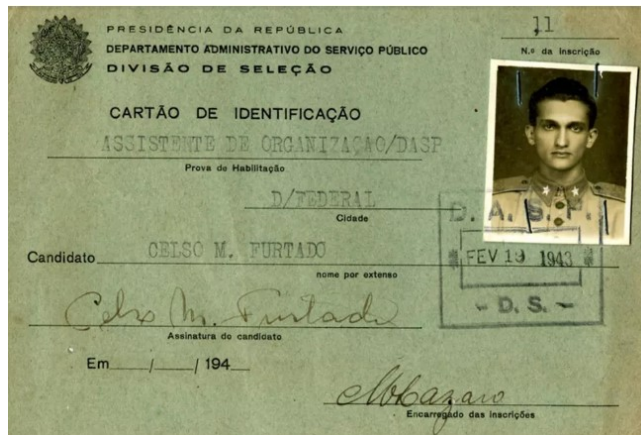 PRESIDÊNCIA DA REPÚBLICA
DEPARTAMENTO ADMINISTRATIVO DO SERVIÇO PÚBLICO
DIVISÃO DE SELEÇÃO
11
N.º da Inscrição
CARTÃO DE IDENTIFICAÇÃO
ASSISTENTE DE ORGANIZAÇÃO/DASP
Prova de Habilitação
D/FEDERAL
Cidade
D. A. S. P.
Candidato CELSO M. FURTADO
FEV 19 1943
nome por extenso
- D. S. -
Celso M. Furtado
Assinatura do candidato
Em / / 194
Encarregado das inscrições